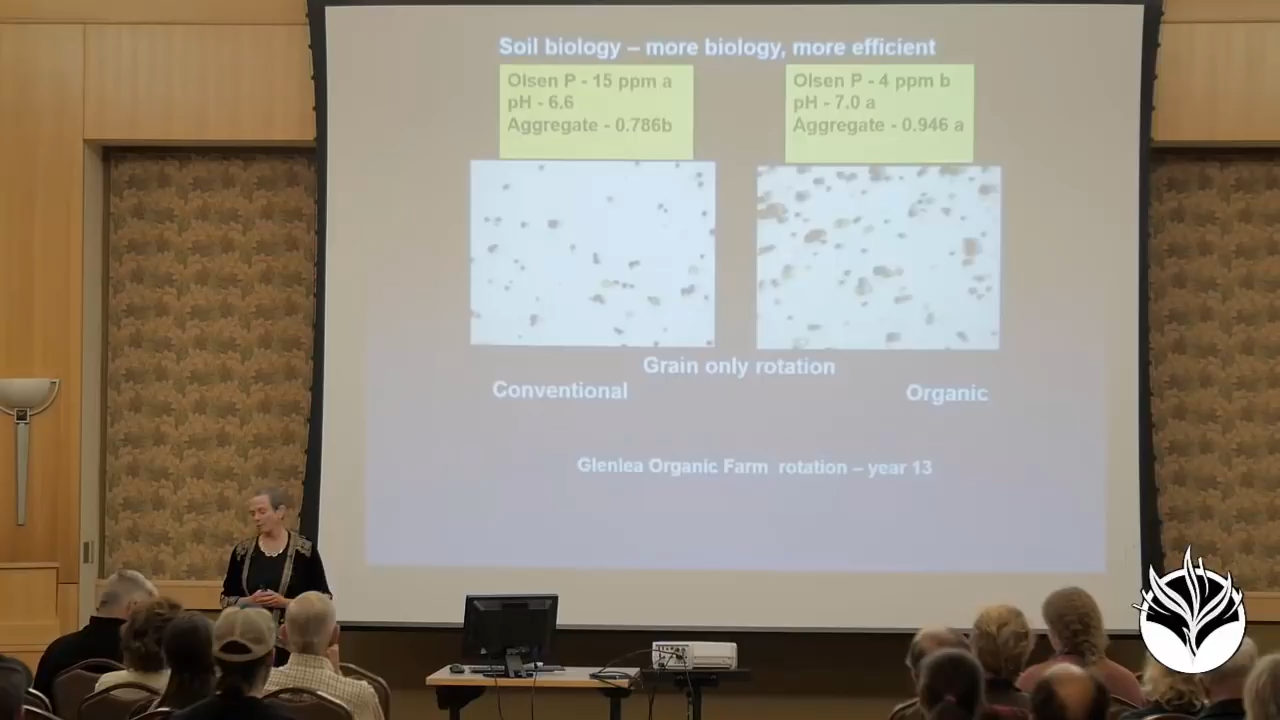 Soil biology – more biology, more efficient
Olsen P - 15 ppm a
pH - 6.6
Aggregate - 0.786b
Olsen P - 4 ppm b
pH - 7.0 a
Aggregate - 0.946 a
Grain only rotation
Conventional
Organic
Glenlea Organic Farm rotation – year 13